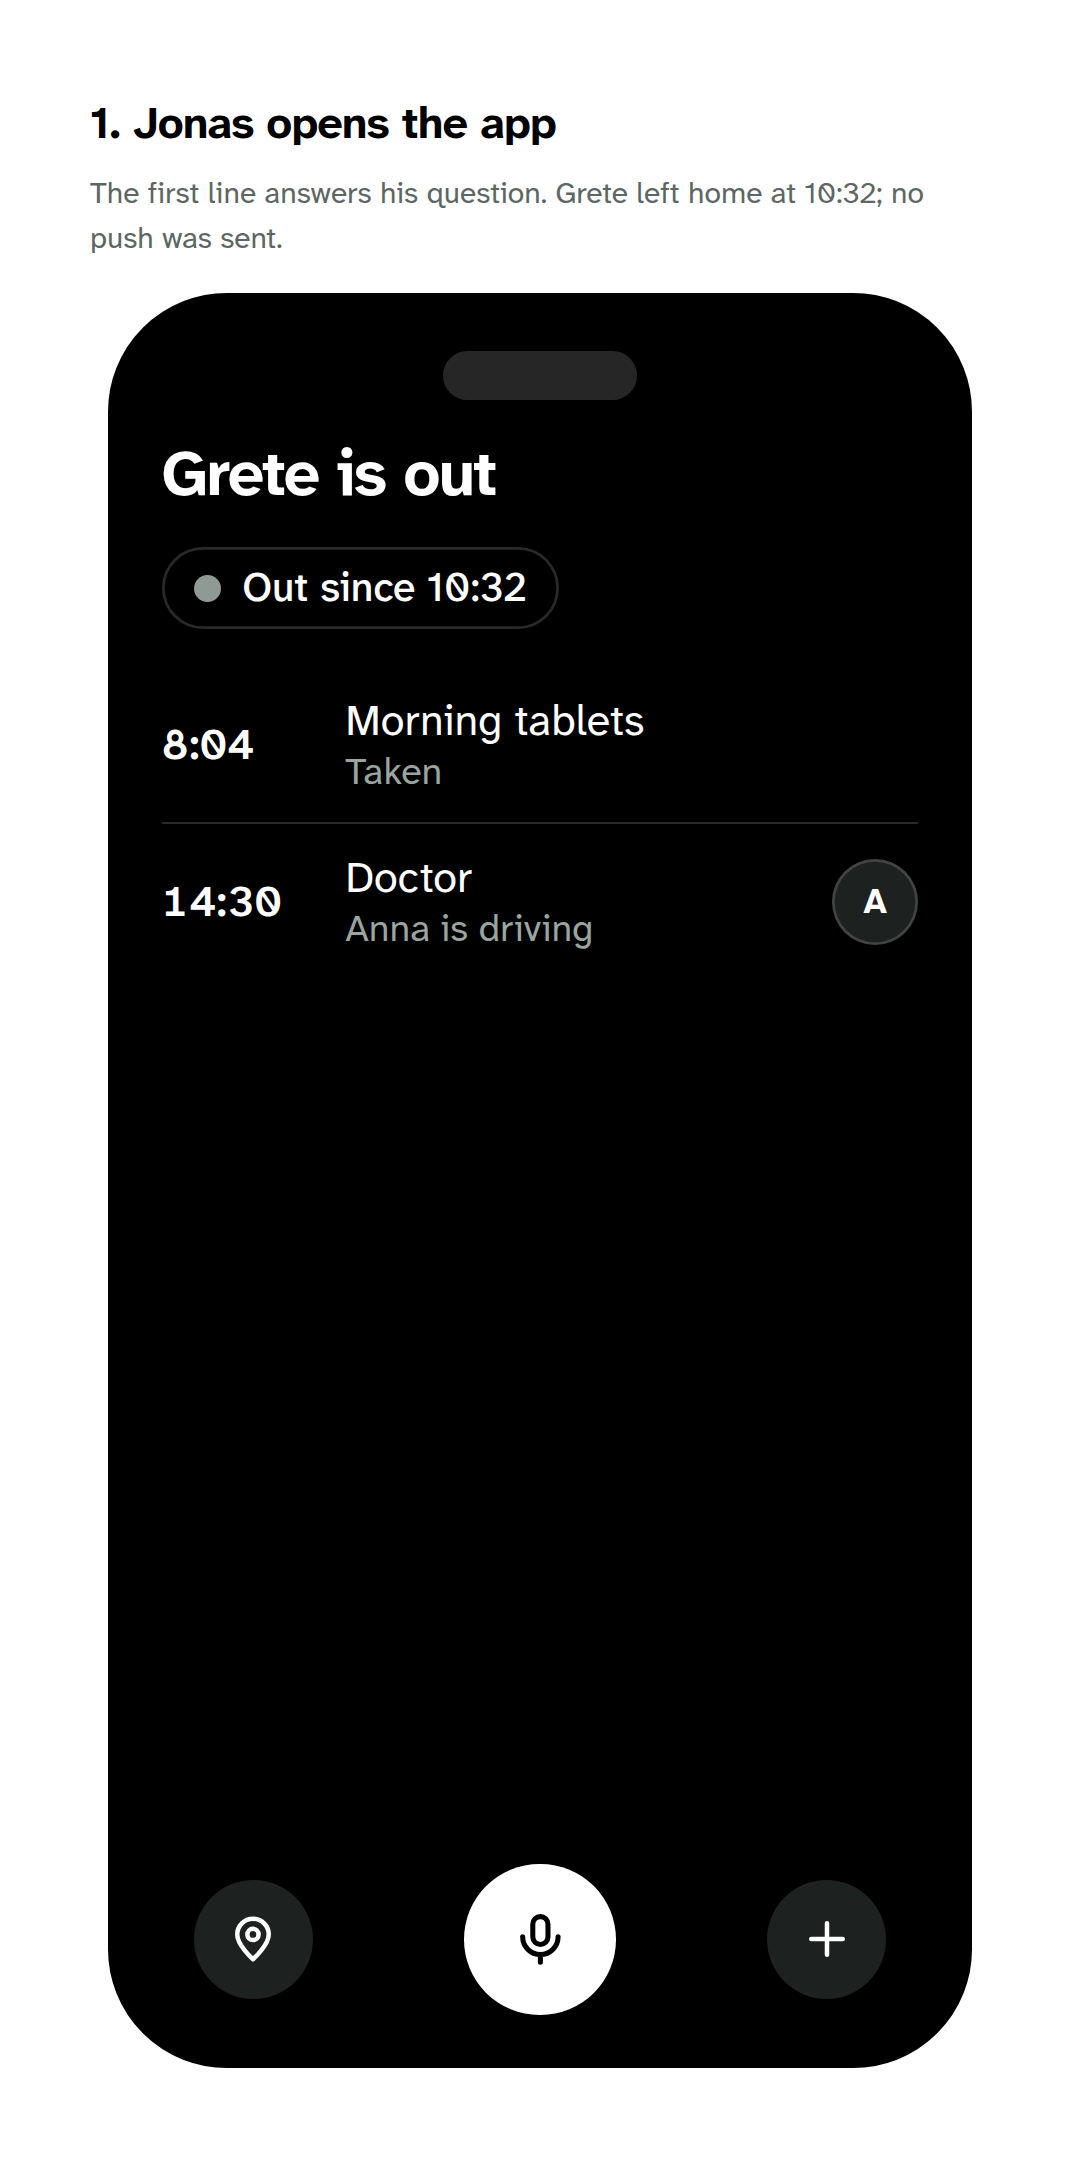 1. Jonas opens the app
The first line answers his question. Grete left home at 10:32; no
push was sent.
Grete is out
Out since 10:32
8:04
Morning tablets
Taken
14:30
Doctor
Anna is driving
A